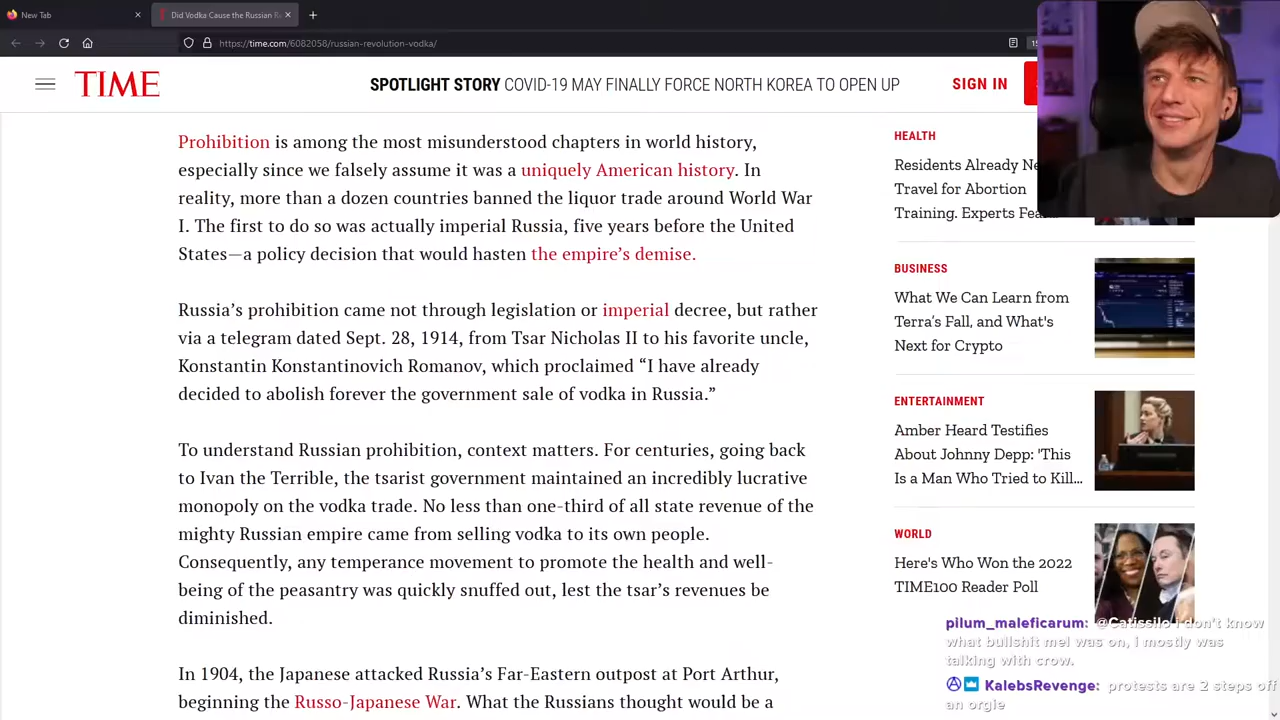 New Tab
Did Vodka Cause the Russian R
https://time.com/6082058/russian-revolution-vodka/
TIME
SPOTLIGHT STORY COVID-19 MAY FINALLY FORCE NORTH KOREA TO OPEN UP
SIGN IN
Prohibition is among the most misunderstood chapters in world history,
especially since we falsely assume it was a uniquely American history. In
reality, more than a dozen countries banned the liquor trade around World War
I. The first to do so was actually imperial Russia, five years before the United
States—a policy decision that would hasten the empire’s demise.
Russia’s prohibition came not through legislation or imperial decree, but rather
via a telegram dated Sept. 28, 1914, from Tsar Nicholas II to his favorite uncle,
Konstantin Konstantinovich Romanov, which proclaimed “I have already
decided to abolish forever the government sale of vodka in Russia.”
To understand Russian prohibition, context matters. For centuries, going back
to Ivan the Terrible, the tsarist government maintained an incredibly lucrative
monopoly on the vodka trade. No less than one-third of all state revenue of the
mighty Russian empire came from selling vodka to its own people.
Consequently, any temperance movement to promote the health and well-
being of the peasantry was quickly snuffed out, lest the tsar’s revenues be
diminished.
In 1904, the Japanese attacked Russia’s Far-Eastern outpost at Port Arthur,
beginning the Russo-Japanese War. What the Russians thought would be a
HEALTH
Residents Already
Travel for Abortion
Training. Experts
BUSINESS
What We Can Learn from
Terra’s Fall, and What's
Next for Crypto
ENTERTAINMENT
Amber Heard Testifies
About Johnny Depp: 'This
Is a Man Who Tried to Kill...
WORLD
Here's Who Won the 2022
TIME100 Reader Poll
pilum_maleficarum: @Catissilo i don't know
what bullshit mel was on, i mostly was
talking with crow.
KalebsRevenge: protests are 2 steps off
an orgie